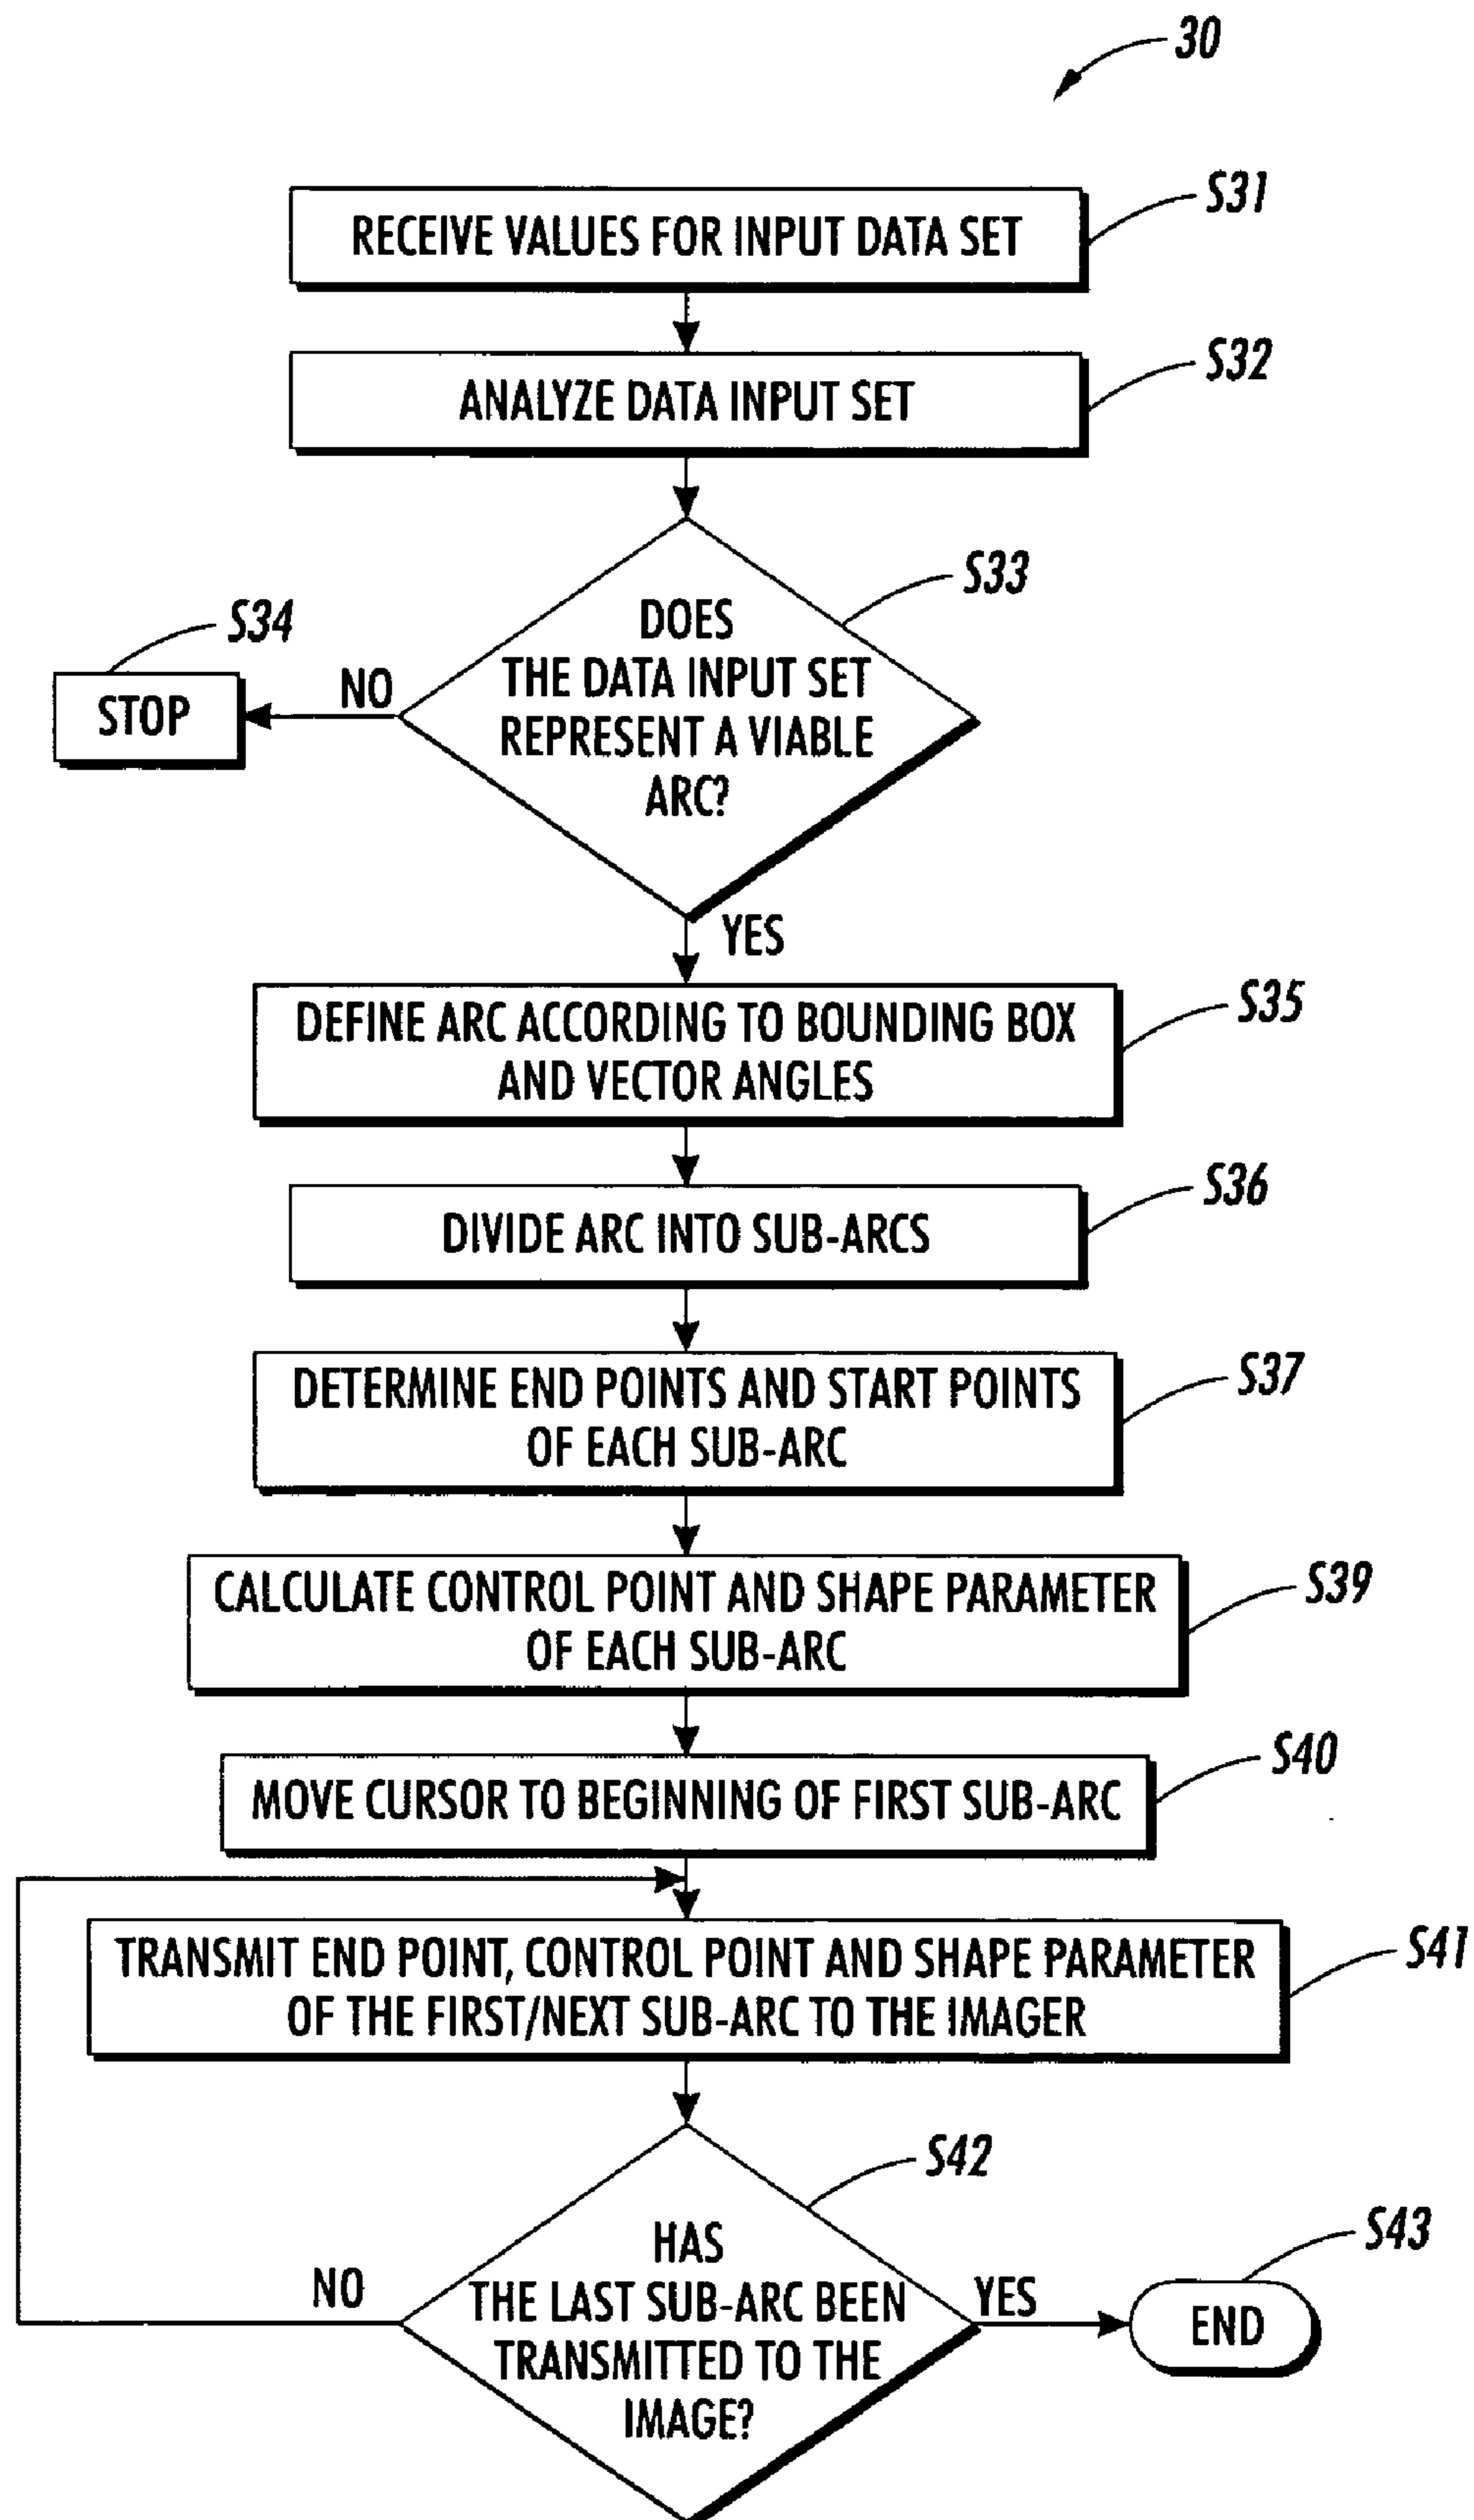 30
S31
RECEIVE VALUES FOR INPUT DATA SET
S32
ANALYZE DATA INPUT SET
S33
DOES
THE DATA INPUT SET
REPRESENT A VIABLE
ARC?
S34
NO
STOP
YES
S35
DEFINE ARC ACCORDING TO BOUNDING BOX
AND VECTOR ANGLES
S36
DIVIDE ARC INTO SUB-ARCS
S37
DETERMINE END POINTS AND START POINTS
OF EACH SUB-ARC
S39
CALCULATE CONTROL POINT AND SHAPE PARAMETER
OF EACH SUB-ARC
S40
MOVE CURSOR TO BEGINNING OF FIRST SUB-ARC
S41
TRANSMIT END POINT, CONTROL POINT AND SHAPE PARAMETER
OF THE FIRST/NEXT SUB-ARC TO THE IMAGER
S42
HAS
THE LAST SUB-ARC BEEN
TRANSMITTED TO THE
IMAGE?
NO
YES
S43
END